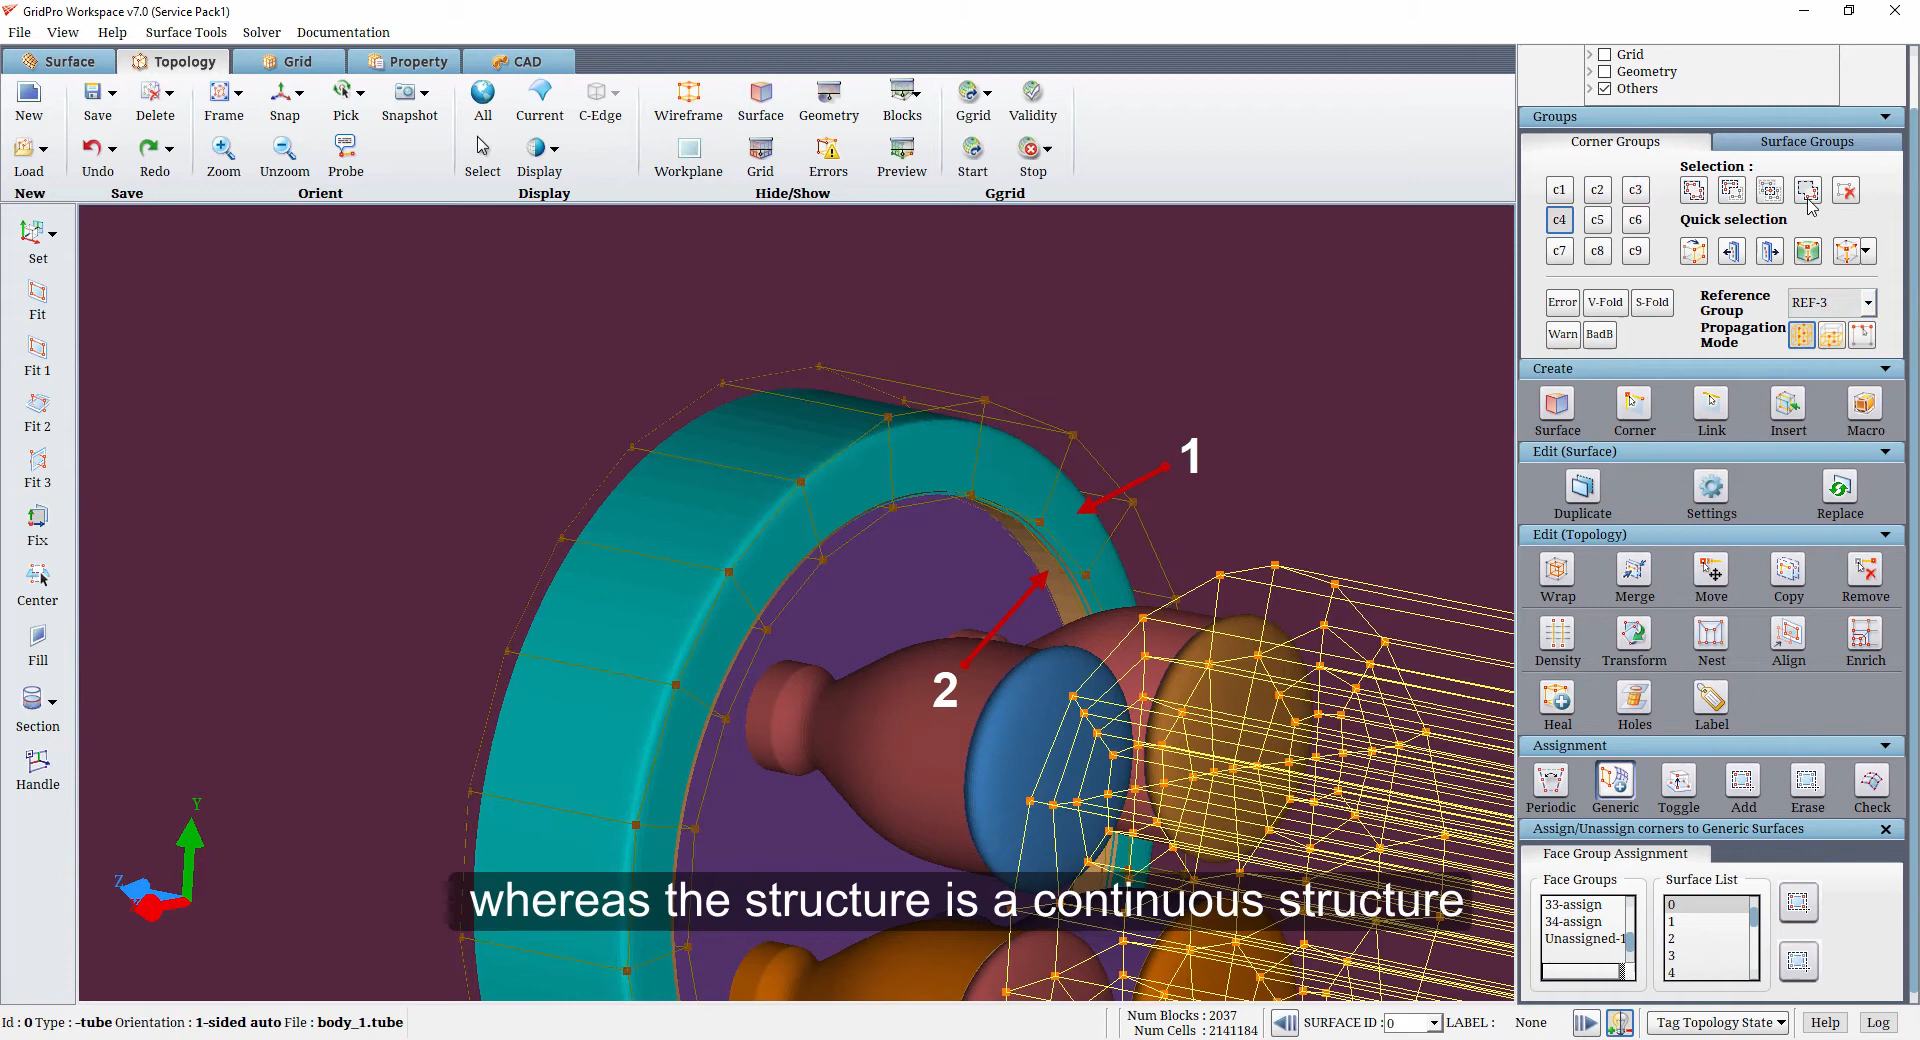 GridPro Workspace v7.0 (Service Pack1)
File View Help Surface Tools Solver Documentation
Surface Topology Grid Property CAD
New Save Delete Frame Snap Pick Snapshot All Current C-Edge Wireframe Surface Geometry Blocks Ggrid Validity
Load Undo Redo Zoom Unzoom Probe Select Display Workplane Grid Errors Preview Start Stop
New Save Orient Display Hide/Show Ggrid
Set
Fit
Fit 1
Fit 2
Fit 3
Fix
Center
Fill
Section
Handle
1
2
Y
Z
whereas the structure is a continuous structure
Grid
Geometry
Others
Groups
Corner Groups Surface Groups
Selection :
c1 c2 c3
c4 c5 c6
Quick selection
c7 c8 c9
Error V-Fold S-Fold
Reference Group REF-3
Warn BadB
Propagation Mode
Create
Surface Corner Link Insert Macro
Edit (Surface)
Duplicate Settings Replace
Edit (Topology)
Wrap Merge Move Copy Remove
Density Transform Nest Align Enrich
Heal Holes Label
Assignment
Periodic Generic Toggle Add Erase Check
Assign/Unassign corners to Generic Surfaces
Face Group Assignment
Face Groups Surface List
33-assign
34-assign
Unassigned-1
0
1
2
3
4
Id : 0 Type : -tube Orientation : 1-sided auto File : body_1.tube
Num Blocks : 2037
Num Cells : 2141184
SURFACE ID : 0 LABEL : None
Tag Topology State Help Log